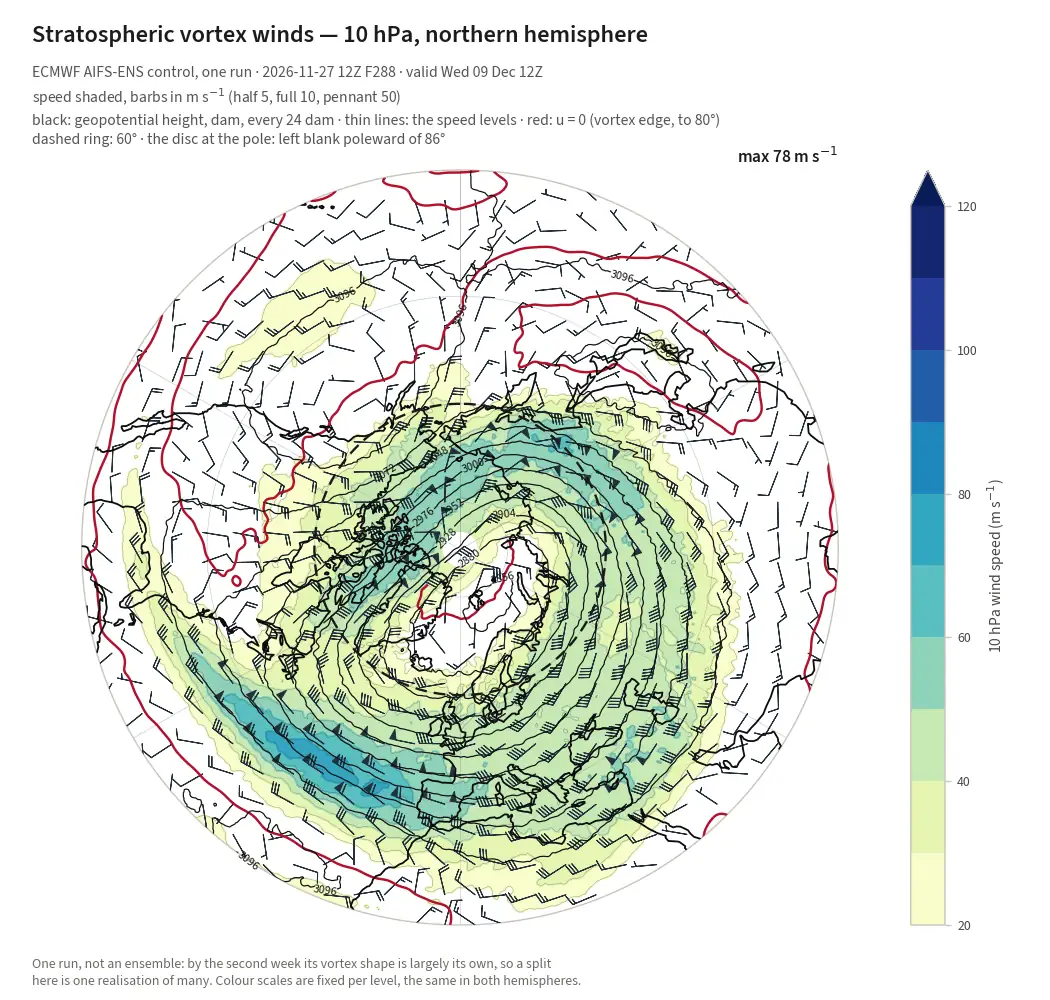 Stratospheric vortex winds — 10 hPa, northern hemisphere
ECMWF AIFS-ENS control, one run · 2026-11-27 12Z F288 · valid Wed 09 Dec 12Z
speed shaded, barbs in m s⁻¹ (half 5, full 10, pennant 50)
black: geopotential height, dam, every 24 dam · thin lines: the speed levels · red: u = 0 (vortex edge, to 80°)
dashed ring: 60° · the disc at the pole: left blank poleward of 86°
max 78 m s⁻¹
120
100
80
60
40
20
10 hPa wind speed (m s⁻¹)
3096
3096
3096
3000
2976
2904
2928
2880
3096
3096
One run, not an ensemble: by the second week its vortex shape is largely its own, so a split
here is one realisation of many. Colour scales are fixed per level, the same in both hemispheres.